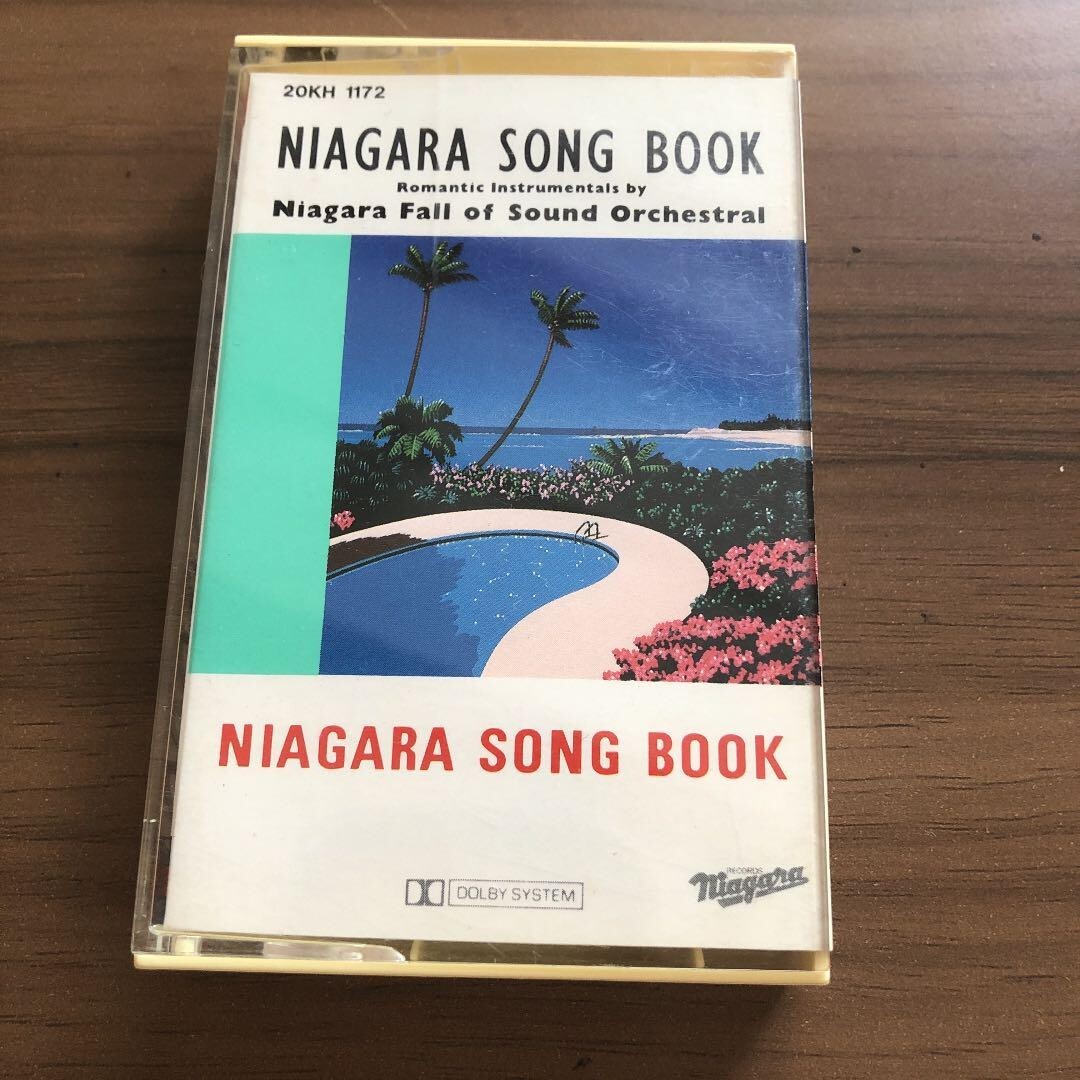 20KH 1172
NIAGARA SONG BOOK
Romantic Instrumentals by
Niagara Fall of Sound Orchestral
NIAGARA SONG BOOK
DOLBY SYSTEM
RECORDS
Niagara